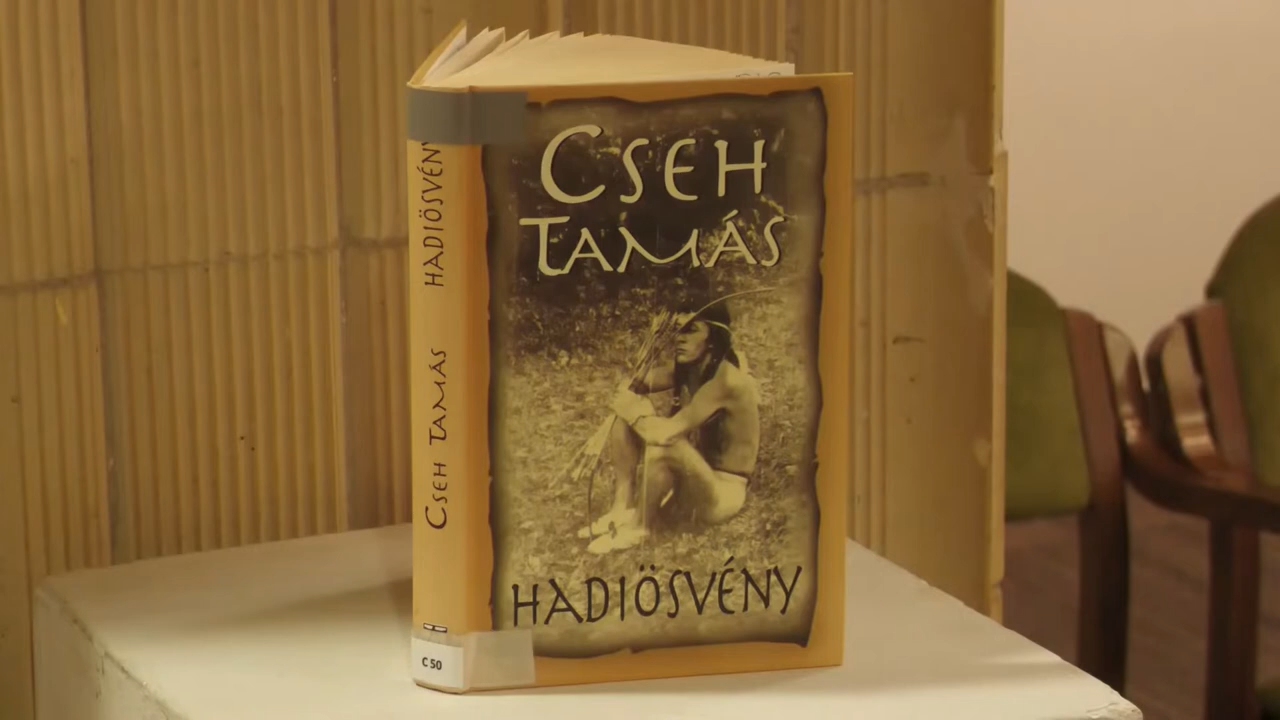 CSEH
TAMÁS
HADIÖSVÉNY
CSEH TAMÁS HADIÖSVÉNY
C 50